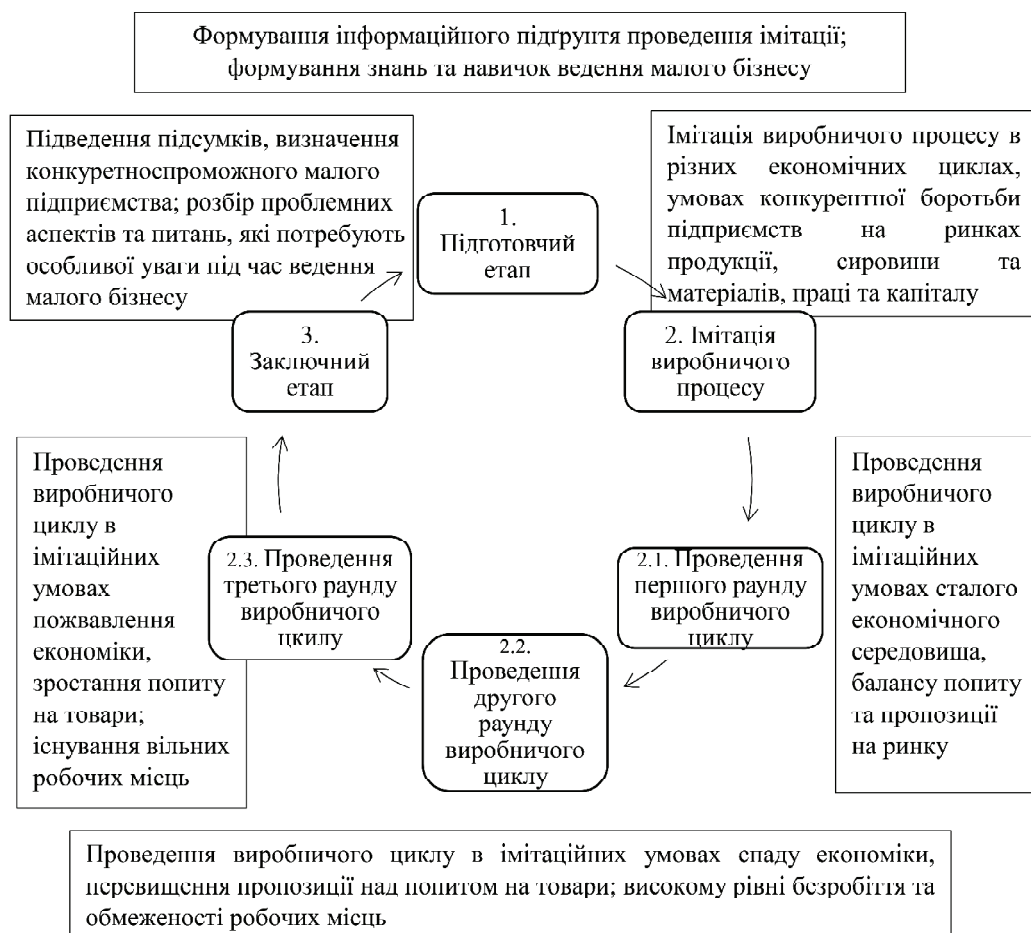 Формування інформаційного підґрунтя проведення імітації;
формування знань та навичок ведення малого бізнесу
Підведення підсумків, визначення
конкуретноспроможного малого
підприємства; розбір проблемних
аспектів та питань, які потребують
особливої уваги під час ведення
малого бізнесу
1.
Підготовчий
етап
Імітація виробничого процесу в
різних економічних циклах,
умовах конкурентної боротьби
підприємств на ринках
продукції, сировини та
матеріалів, праці та капіталу
3.
Заключний
етап
2. Імітація
виробничого
процесу
Проведення
виробничого
циклу в
імітаційних
умовах
пожвавлення
економіки,
зростання попиту
на товари;
існування вільних
робочих місць
2.3. Проведення
третього раунду
виробничого
цкилу
2.2.
Проведення
другого
раунду
виробничого
циклу
2.1. Проведення
першого раунду
виробничого
циклу
Проведення
виробничого
циклу в
імітаційних
умовах сталого
економічного
середовища,
балансу попиту
та пропозиції
на ринку
Проведення виробничого циклу в імітаційних умовах спаду економіки,
перевищення пропозиції над попитом на товари; високому рівні безробіття та
обмеженості робочих місць